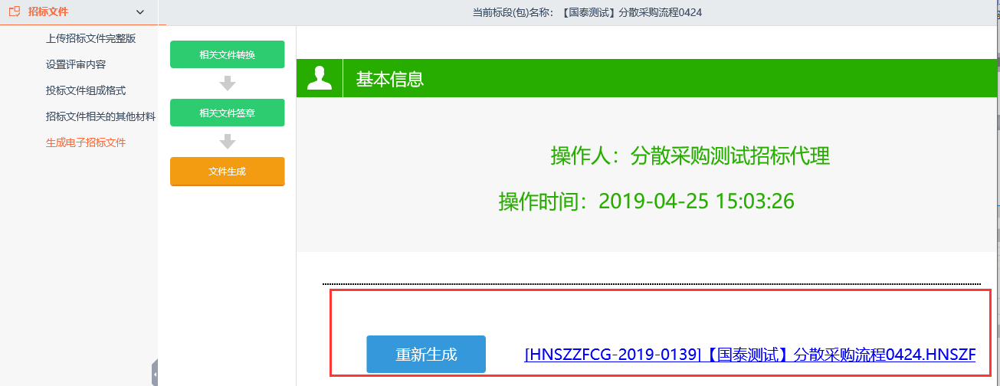 招标文件
当前标段(包)名称：【国泰测试】分散采购流程0424
上传招标文件完整版
设置评审内容
投标文件组成格式
招标文件相关的其他材料
生成电子招标文件
相关文件转换
相关文件签章
文件生成
基本信息
操作人：分散采购测试招标代理
操作时间：2019-04-25 15:03:26
重新生成
[HNSZZFCG-2019-0139]【国泰测试】分散采购流程0424.HNSZF